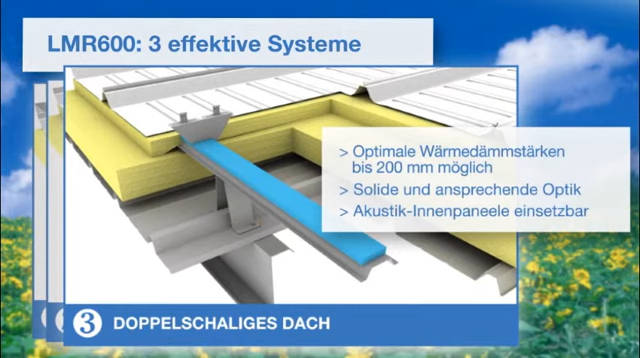 LMR600: 3 effektive Systeme
> Optimale Wärmedämmstärken
bis 200 mm möglich
> Solide und ansprechende Optik
> Akustik-Innenpaneele einsetzbar
3 DOPPELSCHALIGES DACH